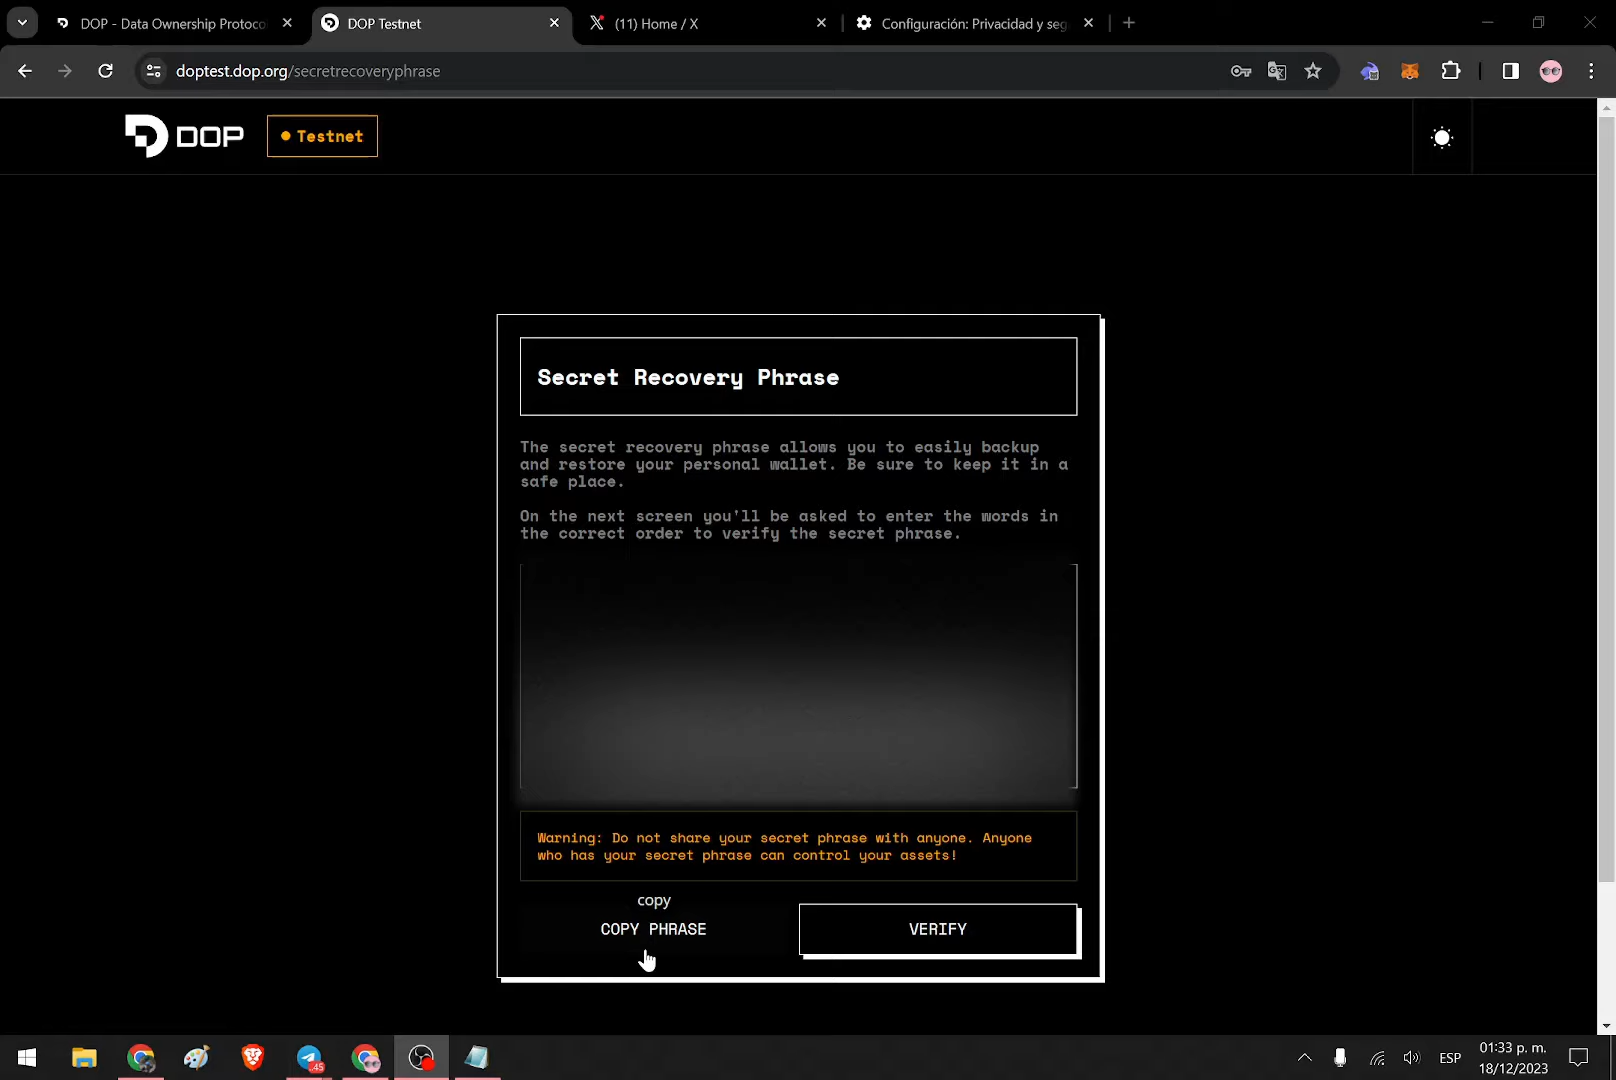 DOP - Data Ownership Protoco
DOP Testnet
(11) Home / X
Configuración: Privacidad y seg
doptest.dop.org/secretrecoveryphrase
DOP
Testnet
Secret Recovery Phrase
The secret recovery phrase allows you to easily backup
and restore your personal wallet. Be sure to keep it in a
safe place.
On the next screen you'll be asked to enter the words in
the correct order to verify the secret phrase.
Warning: Do not share your secret phrase with anyone. Anyone
who has your secret phrase can control your assets!
copy
COPY PHRASE
VERIFY
45
ESP
01:33 p. m.
18/12/2023